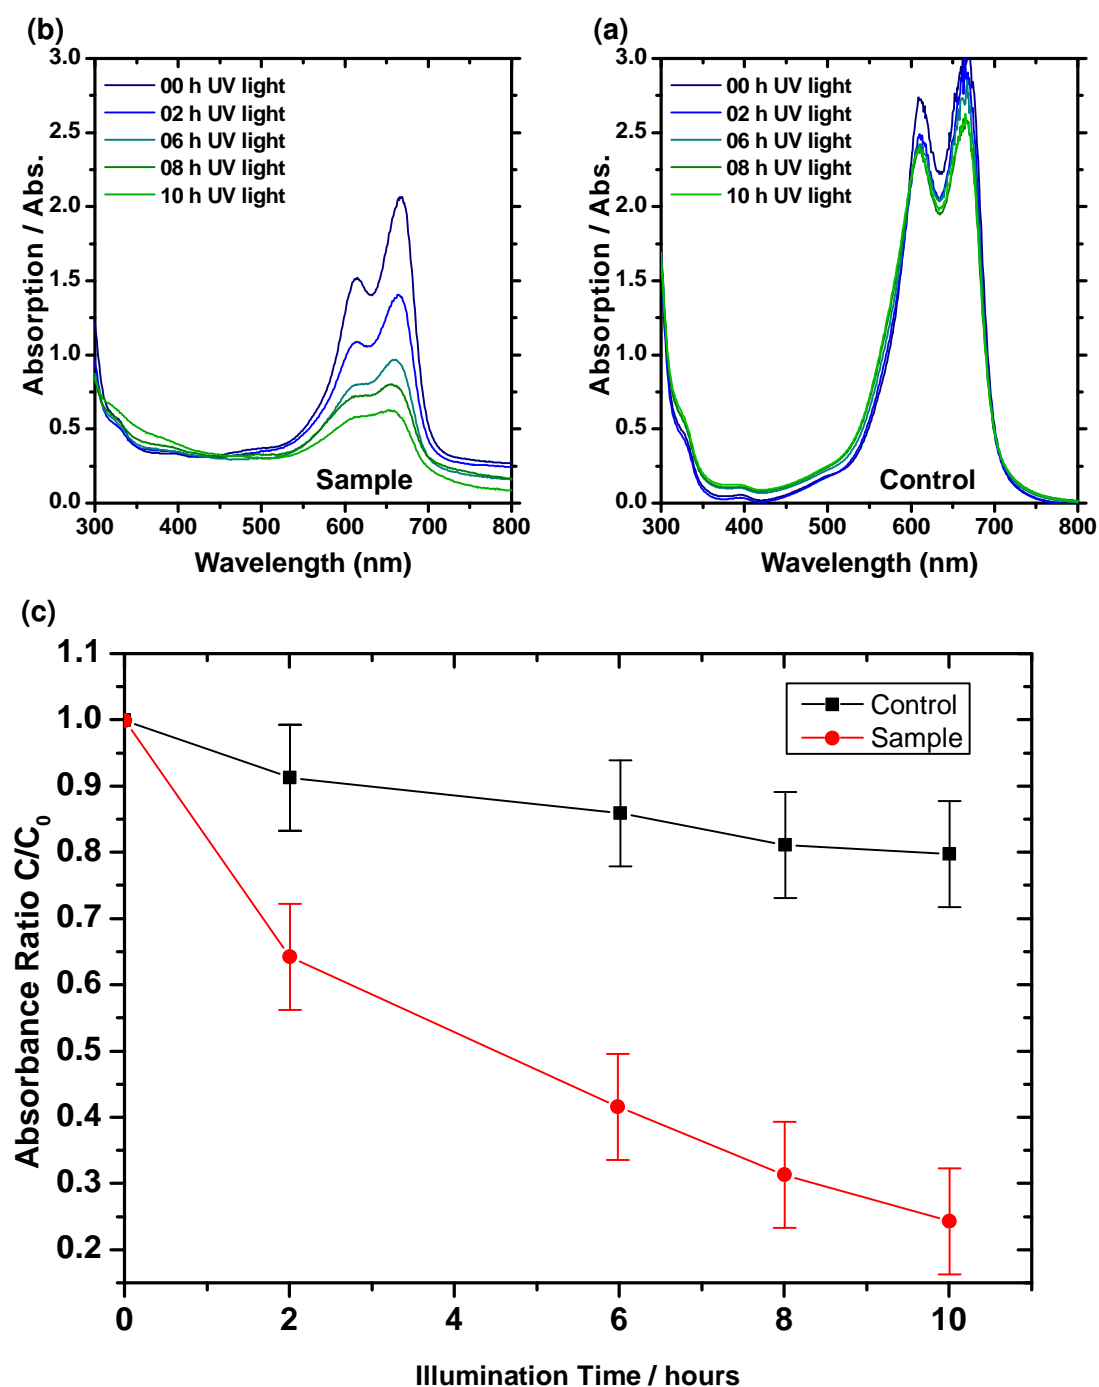 (b)
3.0
2.5
2.0
1.5
1.0
0.5
0.0
Absorption / Abs.
00 h UV light
02 h UV light
06 h UV light
08 h UV light
10 h UV light
Sample
300 400 500 600 700 800
Wavelength (nm)
(a)
3.0
2.5
2.0
1.5
1.0
0.5
0.0
Absorption / Abs.
00 h UV light
02 h UV light
06 h UV light
08 h UV light
10 h UV light
Control
300 400 500 600 700 800
Wavelength (nm)
(c)
1.1
1.0
0.9
0.8
0.7
0.6
0.5
0.4
0.3
0.2
Absorbance Ratio C/C₀
Control
Sample
0 2 4 6 8 10
Illumination Time / hours